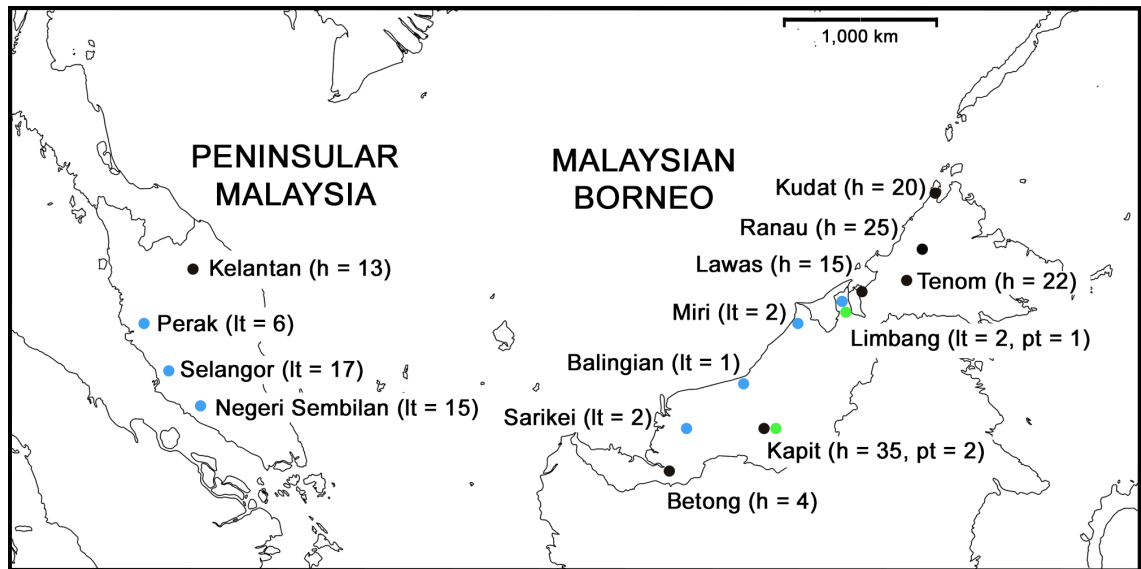 1,000 km
PENINSULAR
MALAYSIA
MALAYSIAN
BORNEO
Kudat (h = 20)
Ranau (h = 25)
Lawas (h = 15)
Kelantan (h = 13)
Tenom (h = 22)
Miri (lt = 2)
Perak (lt = 6)
Limbang (lt = 2, pt = 1)
Balingian (lt = 1)
Selangor (lt = 17)
Negeri Sembilan (lt = 15)
Sarikei (lt = 2)
Kapit (h = 35, pt = 2)
Betong (h = 4)